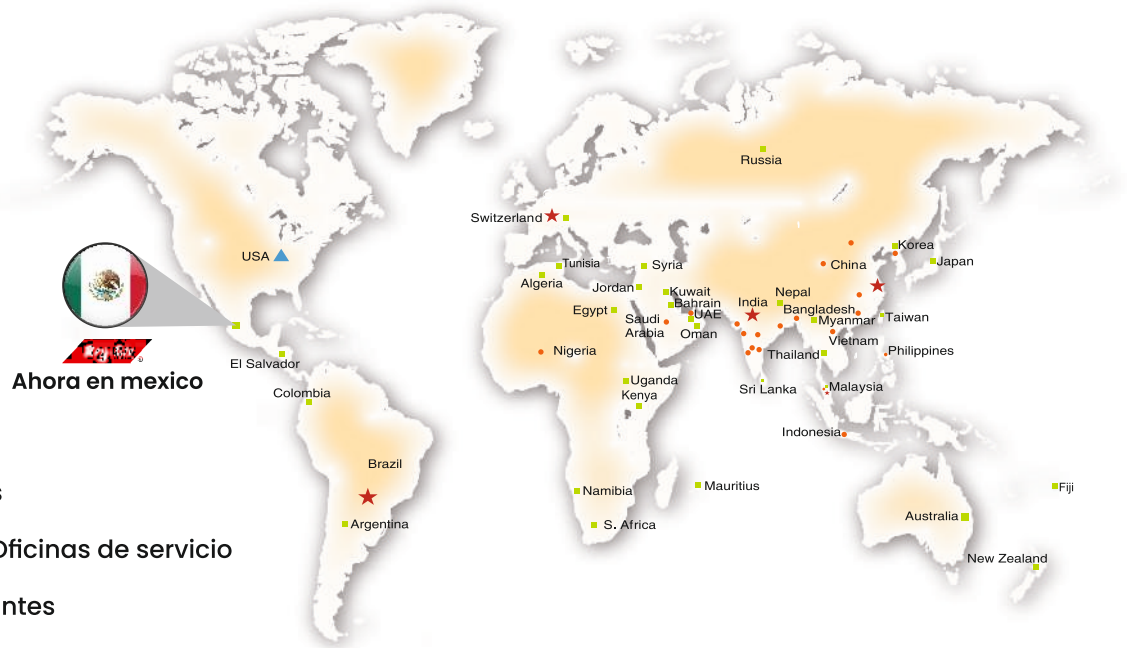 Russia
Switzerland
USA
Tunisia
Syria
Korea
Japan
China
Algeria
Jordan
Kuwait
Bahrain
India
Nepal
Egypt
Saudi
Arabia
UAE
Oman
Bangladesh
Myanmar
Taiwan
Vietnam
Nigeria
Thailand
Philippines
El Salvador
Ahora en mexico
Colombia
Uganda
Kenya
Sri Lanka
Malaysia
Indonesia
Brazil
Namibia
Mauritius
Fiji
Argentina
S. Africa
Australia
New Zealand
s
Oficinas de servicio
ntes